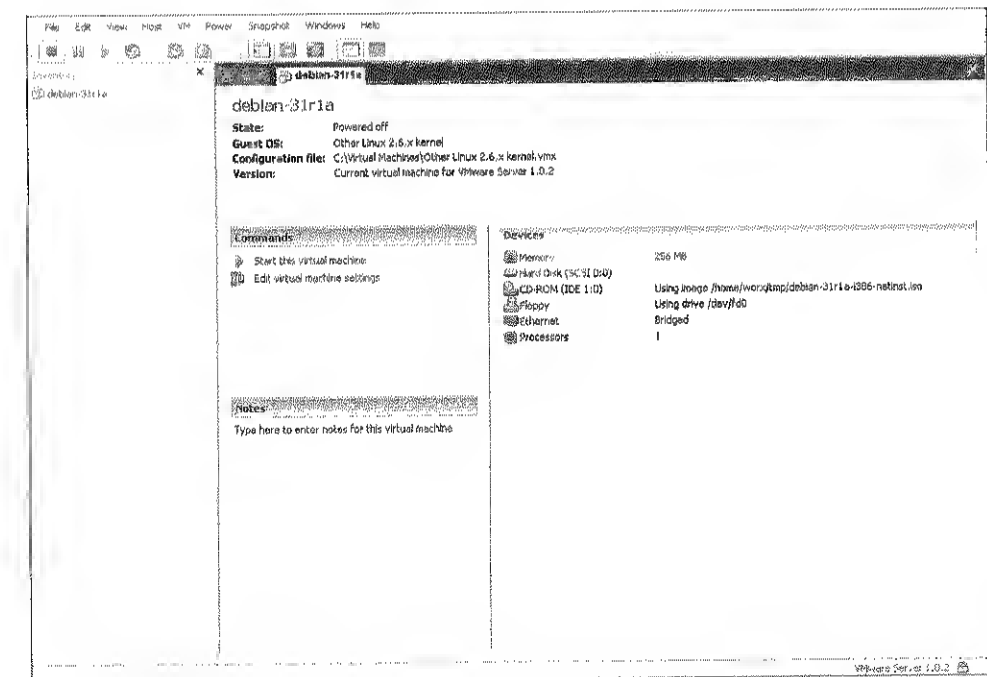 File Edit View Host VM Power Snapshot Windows Help
Inventory
debian-31r1a
debian-31r1a
debian-31r1a
State: Powered off
Guest OS: Other Linux 2.6.x kernel
Configuration file: C:\Virtual Machines\Other Linux 2.6.x kernel.vmx
Version: Current virtual machine for VMware Server 1.0.2
Commands
Start this virtual machine
Edit virtual machine settings
Devices
Memory 256 MB
Hard Disk (SCSI 0:0)
CD-ROM (IDE 1:0) Using image /home/worx/tmp/debian-31r1a-i386-netinst.iso
Floppy Using drive /dev/fd0
Ethernet Bridged
Processors 1
Notes
Type here to enter notes for this virtual machine
VMware Server 1.0.2